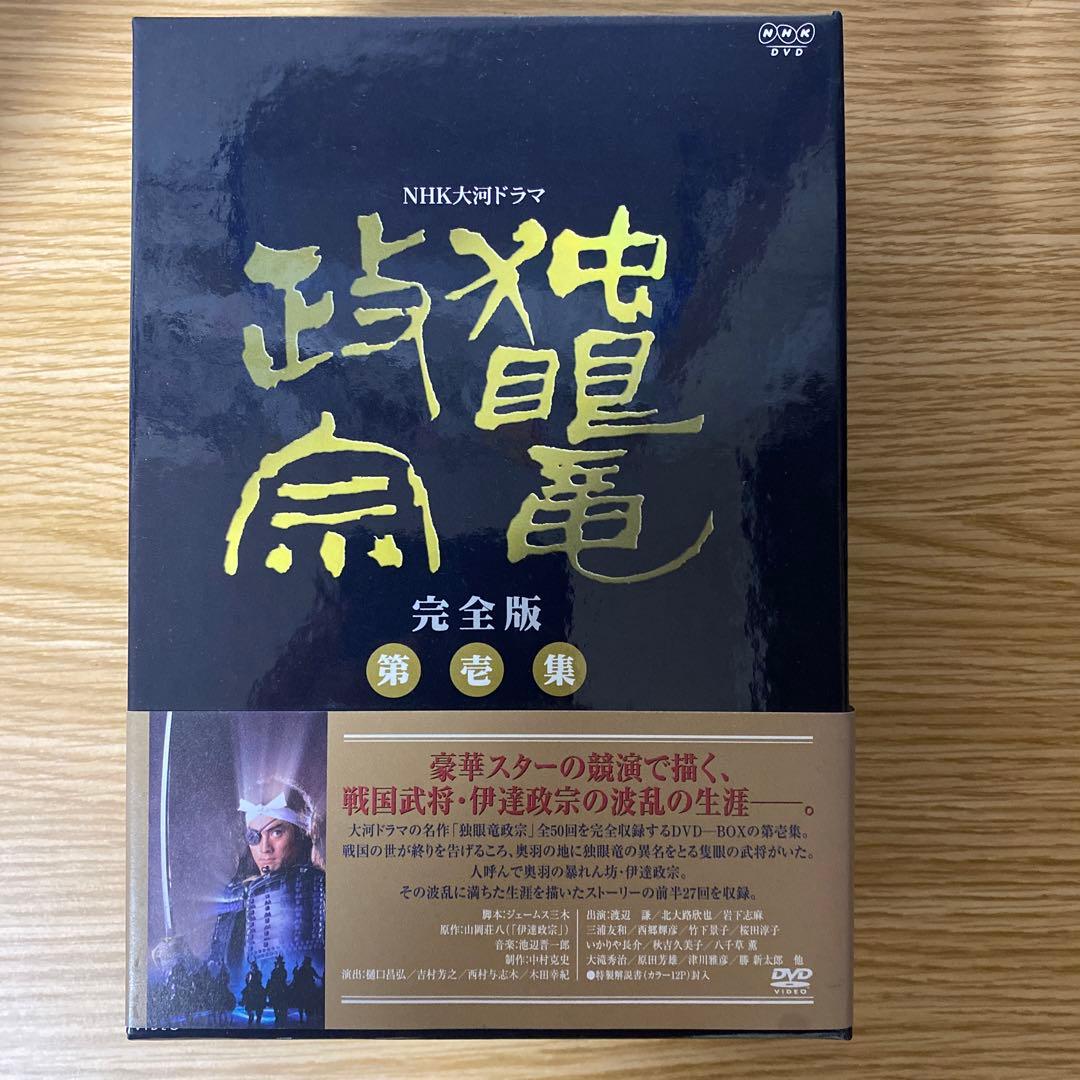 NHK
DVD
NHK大河ドラマ
独眼竜
政宗
完全版
第壱集
豪華スターの競演で描く、
戦国武将・伊達政宗の波乱の生涯──。
大河ドラマの名作「独眼竜政宗」全50回を完全収録するDVD―BOXの第壱集。
戦国の世が終りを告げるころ、奥羽の地に独眼竜の異名をとる隻眼の武将がいた。
人呼んで奥羽の暴れん坊・伊達政宗。
その波乱に満ちた生涯を描いたストーリーの前半27回を収録。
脚本:ジェームス三木
原作:山岡荘八(「伊達政宗」)
音楽:池辺晋一郎
制作:中村克史
演出:樋口昌弘/吉村芳之/西村与志木/木田幸紀
出演:渡辺 謙/北大路欣也/岩下志麻
三浦友和/西郷輝彦/竹下景子/桜田淳子
いかりや長介/秋吉久美子/八千草 薫
大滝秀治/原田芳雄/津川雅彦/勝 新太郎 他
●特製解説書(カラー12P)封入
DVD
VIDEO
VIDEO